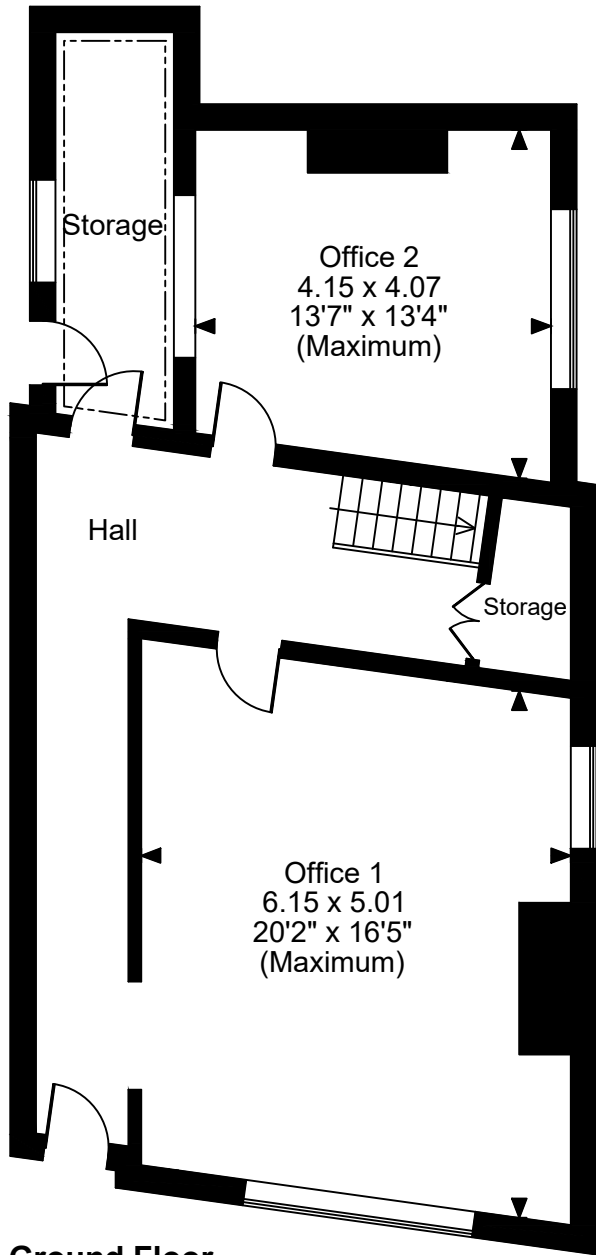 Storage
Office 2
4.15 x 4.07
13'7" x 13'4"
(Maximum)
Hall
Storage
Office 1
6.15 x 5.01
20'2" x 16'5"
(Maximum)
Ground Floor